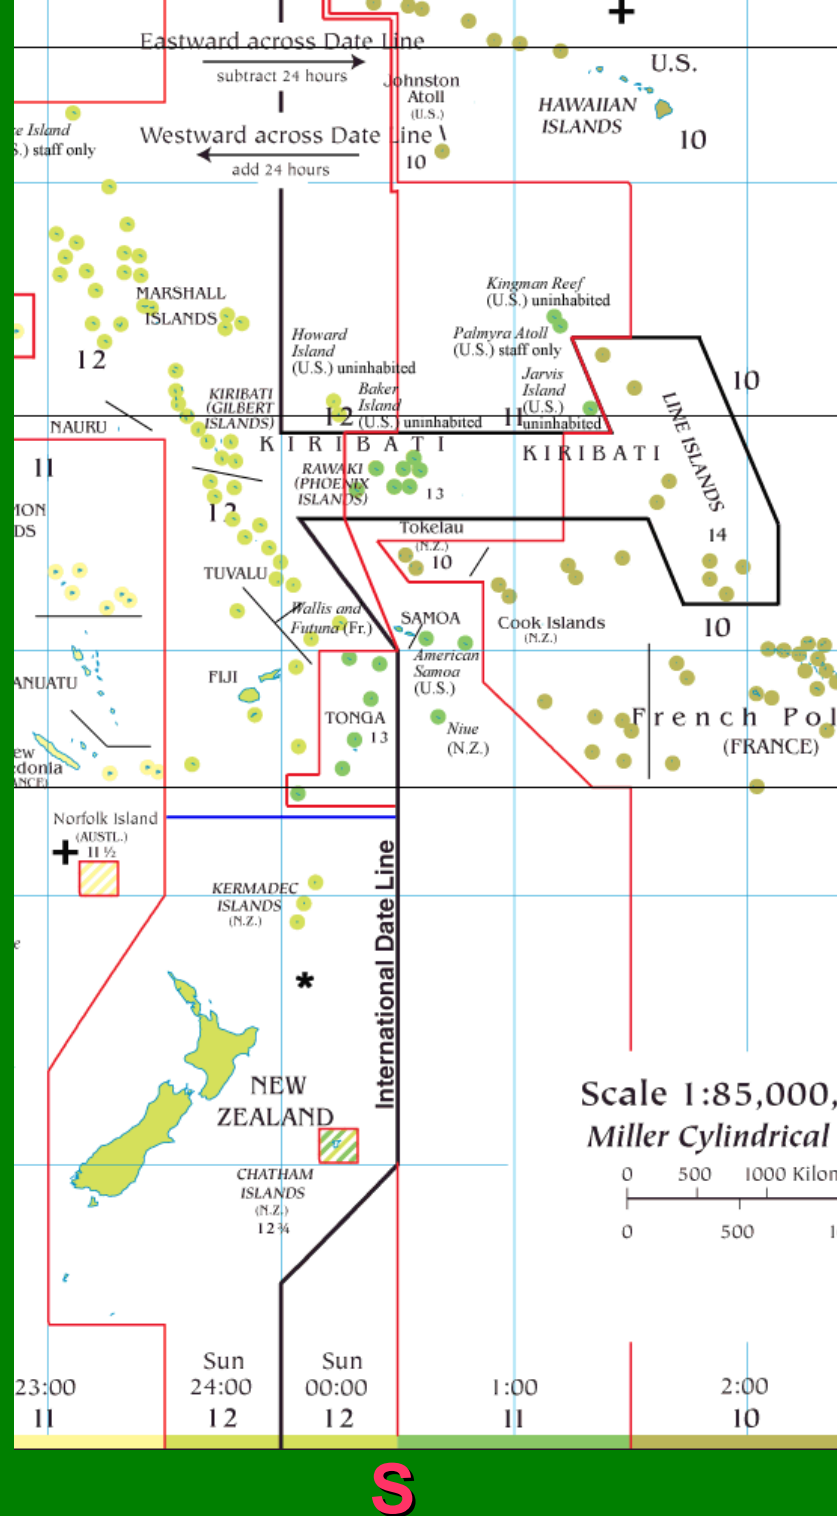 Eastward across Date Line
subtract 24 hours
Johnston
Atoll
(U.S.)
10
Westward across Date Line
add 24 hours
U.S.
HAWAIIAN
ISLANDS
10
Island
staff only
MARSHALL
ISLANDS
12
Kingman Reef
(U.S.) uninhabited
Palmyra Atoll
(U.S.) staff only
Howard
Island
(U.S.) uninhabited
Jarvis
Island
(U.S.)
uninhabited
Baker
Island
(U.S.) uninhabited
12
11
10
KIRIBATI
(GILBERT
ISLANDS)
NAURU
KIRIBATI
KIRIBATI
LINE ISLANDS
14
11
RAWAKI
(PHOENIX
ISLANDS)
13
12
Tokelau
(N.Z.)
10
TUVALU
Wallis and
Futuna (Fr.)
SAMOA
Cook Islands
(N.Z.)
10
American
Samoa
(U.S.)
FIJI
TONGA
13
Niue
(N.Z.)
French Pol
(FRANCE)
Norfolk Island
(AUSTL.)
11 ½
KERMADEC
ISLANDS
(N.Z.)
*
International Date Line
NEW
ZEALAND
CHATHAM
ISLANDS
(N.Z.)
12 ¾
Scale 1:85,000,
Miller Cylindrical
0 500 1000 Kilom
0 500
Sun Sun
23:00 24:00 00:00 1:00 2:00
11 12 12 11 10
S